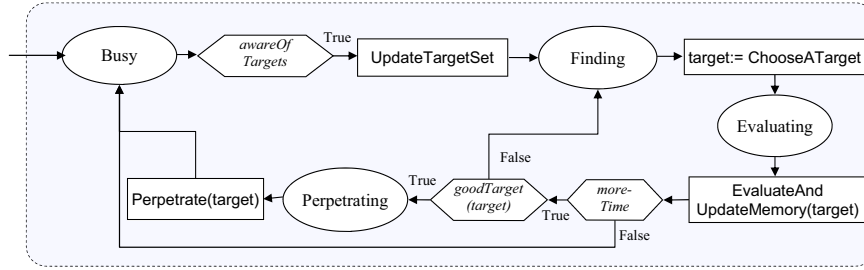 Busy
awareOf
Targets
True
UpdateTargetSet
Finding
target:= ChooseATarget
Evaluating
EvaluateAnd
UpdateMemory(target)
more-
Time
True
False
goodTarget
(target)
False
True
Perpetrating
Perpetrate(target)